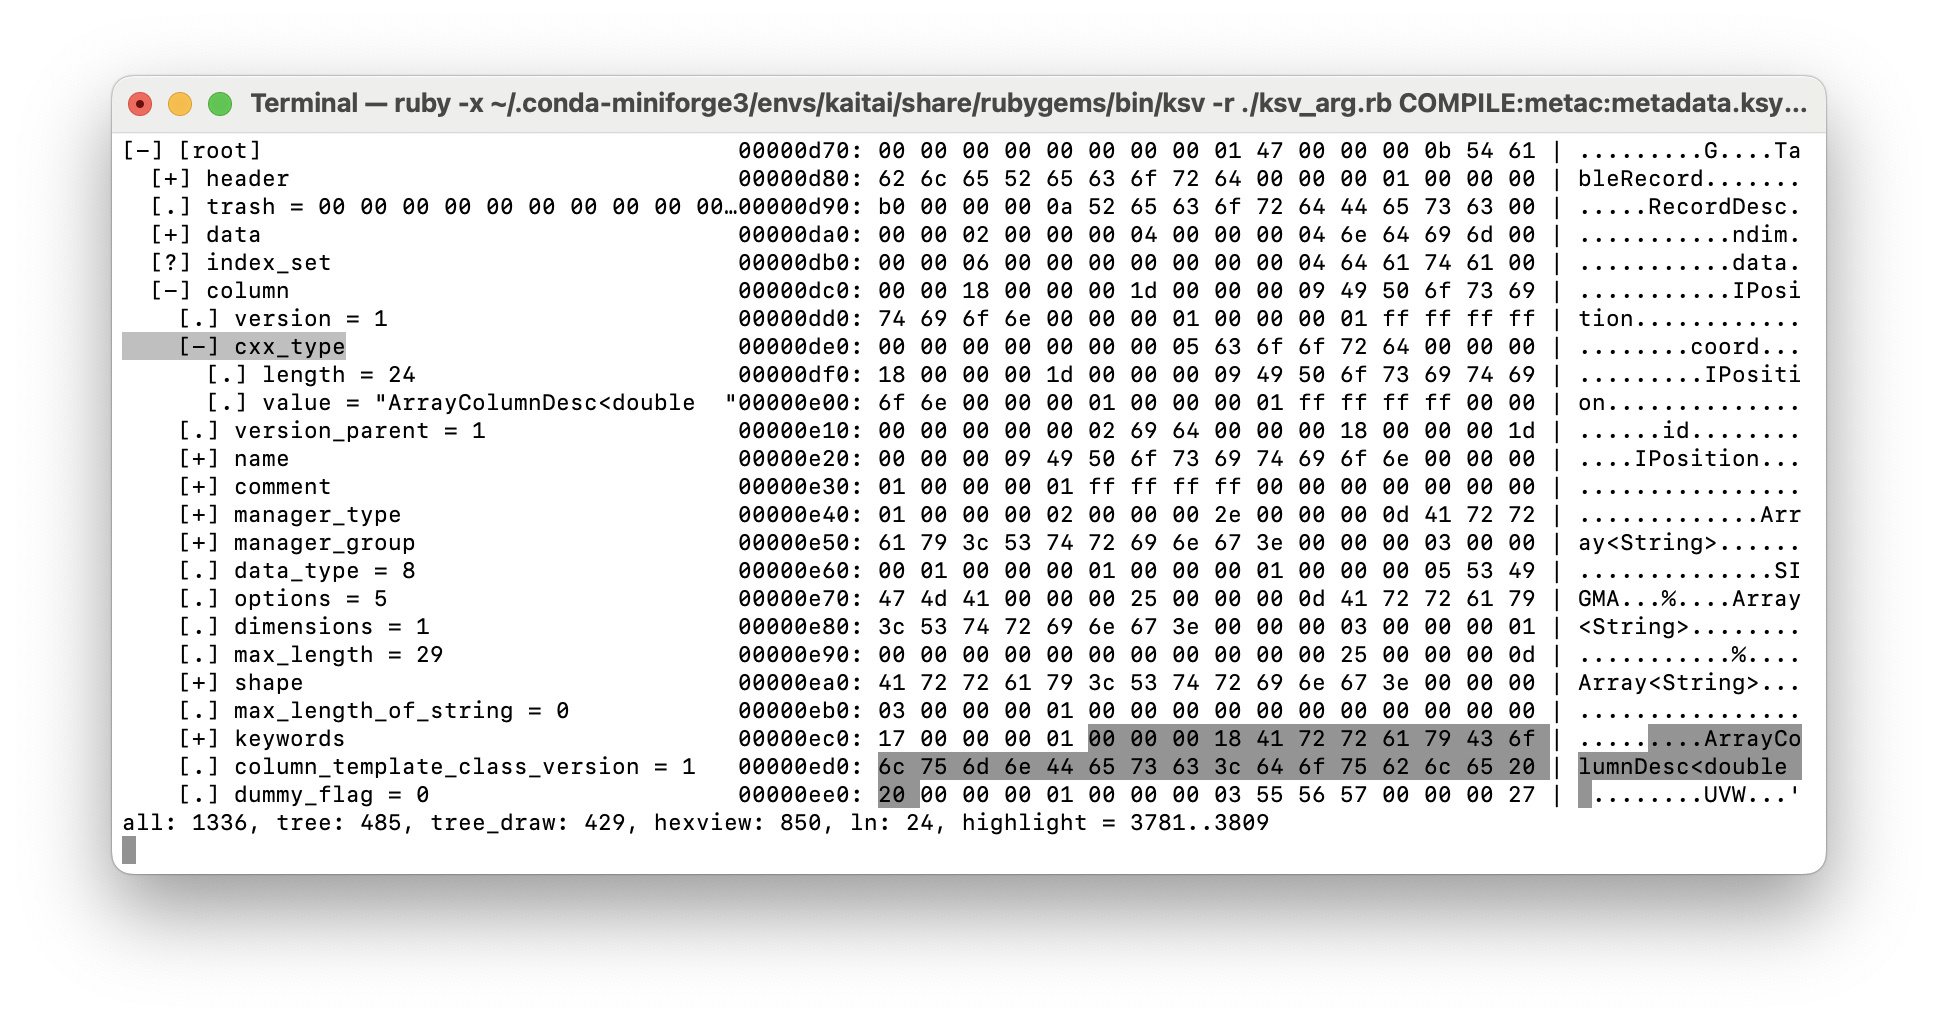 Terminal — ruby -x ~/.conda-miniforge3/envs/kaitai/share/rubygems/bin/ksv -r ./ksv_arg.rb COMPILE:metac:metadata.ksy...
[-] [root]                                  00000d70: 00 00 00 00 00 00 00 00 01 47 00 00 00 0b 54 61 | .........G....Ta
  [+] header                                00000d80: 62 6c 65 52 65 63 6f 72 64 00 00 00 01 00 00 00 | bleRecord.......
  [.] trash = 00 00 00 00 00 00 00 00 00 00…00000d90: b0 00 00 00 0a 52 65 63 6f 72 64 44 65 73 63 00 | .....RecordDesc.
  [+] data                                  00000da0: 00 00 02 00 00 00 04 00 00 00 04 6e 64 69 6d 00 | ...........ndim.
  [?] index_set                             00000db0: 00 00 06 00 00 00 00 00 00 00 04 64 61 74 61 00 | ...........data.
  [-] column                                00000dc0: 00 00 18 00 00 00 1d 00 00 00 09 49 50 6f 73 69 | ...........IPosi
    [.] version = 1                         00000dd0: 74 69 6f 6e 00 00 00 01 00 00 00 01 ff ff ff ff | tion............
    [-] cxx_type                            00000de0: 00 00 00 00 00 00 00 05 63 6f 6f 72 64 00 00 00 | ........coord...
      [.] length = 24                       00000df0: 18 00 00 00 1d 00 00 00 09 49 50 6f 73 69 74 69 | .........IPositi
      [.] value = "ArrayColumnDesc<double  "00000e00: 6f 6e 00 00 00 01 00 00 00 01 ff ff ff ff 00 00 | on..............
    [.] version_parent = 1                  00000e10: 00 00 00 00 00 02 69 64 00 00 00 18 00 00 00 1d | ......id........
    [+] name                                00000e20: 00 00 00 09 49 50 6f 73 69 74 69 6f 6e 00 00 00 | ....IPosition...
    [+] comment                             00000e30: 01 00 00 00 01 ff ff ff ff 00 00 00 00 00 00 00 | ................
    [+] manager_type                        00000e40: 01 00 00 00 02 00 00 00 2e 00 00 00 0d 41 72 72 | .............Arr
    [+] manager_group                       00000e50: 61 79 3c 53 74 72 69 6e 67 3e 00 00 00 03 00 00 | ay<String>......
    [.] data_type = 8                       00000e60: 00 01 00 00 00 01 00 00 00 01 00 00 00 05 53 49 | ..............SI
    [.] options = 5                         00000e70: 47 4d 41 00 00 00 25 00 00 00 0d 41 72 72 61 79 | GMA...%....Array
    [.] dimensions = 1                      00000e80: 3c 53 74 72 69 6e 67 3e 00 00 00 03 00 00 00 01 | <String>........
    [.] max_length = 29                     00000e90: 00 00 00 00 00 00 00 00 00 00 00 25 00 00 00 0d | ...........%....
    [+] shape                               00000ea0: 41 72 72 61 79 3c 53 74 72 69 6e 67 3e 00 00 00 | Array<String>...
    [.] max_length_of_string = 0            00000eb0: 03 00 00 00 01 00 00 00 00 00 00 00 00 00 00 00 | ................
    [+] keywords                            00000ec0: 17 00 00 00 01 00 00 00 18 41 72 72 61 79 43 6f | .........ArrayCo
    [.] column_template_class_version = 1   00000ed0: 6c 75 6d 6e 44 65 73 63 3c 64 6f 75 62 6c 65 20 | lumnDesc<double
    [.] dummy_flag = 0                      00000ee0: 20 00 00 00 01 00 00 00 03 55 56 57 00 00 00 27 |  ........UVW...'
all: 1336, tree: 485, tree_draw: 429, hexview: 850, ln: 24, highlight = 3781..3809